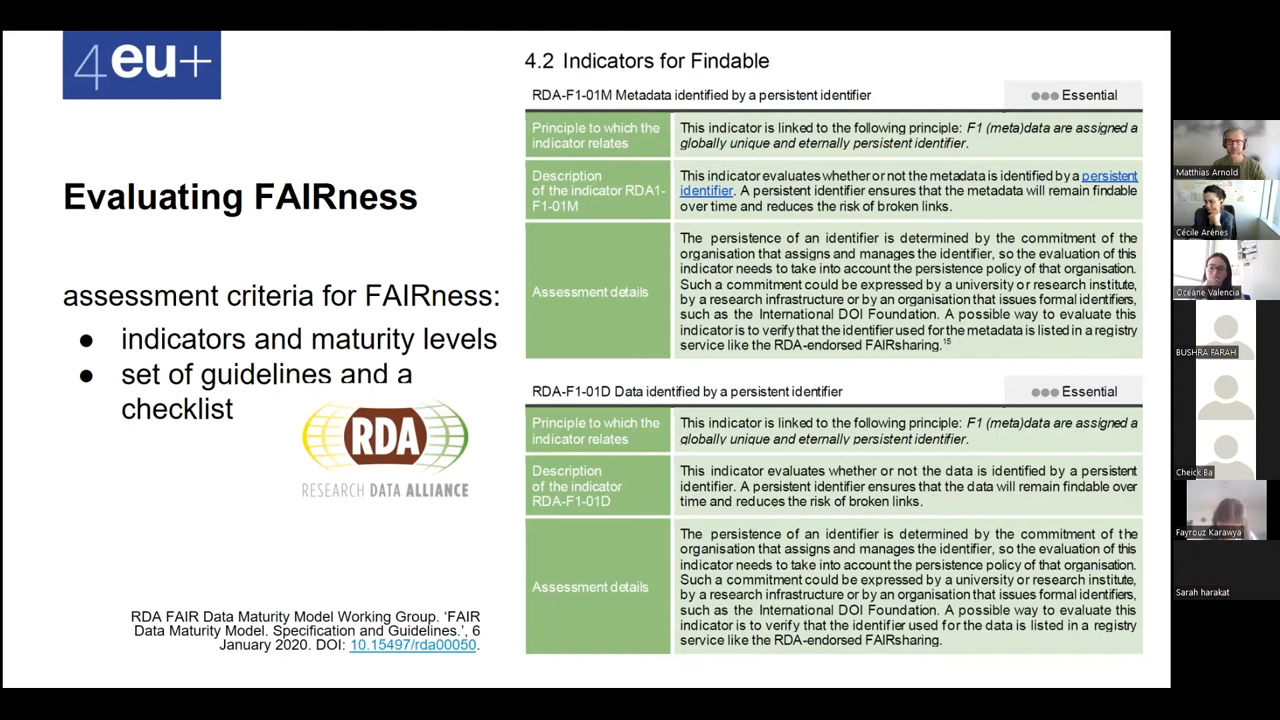 4eu+
Evaluating FAIRness
assessment criteria for FAIRness:
● indicators and maturity levels
● set of guidelines and a
checklist
RDA
RESEARCH DATA ALLIANCE
RDA FAIR Data Maturity Model Working Group. ‘FAIR
Data Maturity Model. Specification and Guidelines.’, 6
January 2020. DOI: 10.15497/rda00050.
4.2 Indicators for Findable
RDA-F1-01M Metadata identified by a persistent identifier
●●● Essential
Principle to which the
indicator relates
This indicator is linked to the following principle: F1 (meta)data are assigned a
globally unique and eternally persistent identifier.
Description
of the indicator RDA1-
F1-01M
This indicator evaluates whether or not the metadata is identified by a persistent
identifier. A persistent identifier ensures that the metadata will remain findable
over time and reduces the risk of broken links.
Assessment details
The persistence of an identifier is determined by the commitment of the
organisation that assigns and manages the identifier, so the evaluation of this
indicator needs to take into account the persistence policy of that organisation.
Such a commitment could be expressed by a university or research institute,
by a research infrastructure or by an organisation that issues formal identifiers,
such as the International DOI Foundation. A possible way to evaluate this
indicator is to verify that the identifier used for the metadata is listed in a registry
service like the RDA-endorsed FAIRsharing.15
RDA-F1-01D Data identified by a persistent identifier
●●● Essential
Principle to which the
indicator relates
This indicator is linked to the following principle: F1 (meta)data are assigned a
globally unique and eternally persistent identifier.
Description
of the indicator
RDA-F1-01D
This indicator evaluates whether or not the data is identified by a persistent
identifier. A persistent identifier ensures that the data will remain findable over
time and reduces the risk of broken links.
Assessment details
The persistence of an identifier is determined by the commitment of the
organisation that assigns and manages the identifier, so the evaluation of this
indicator needs to take into account the persistence policy of that organisation.
Such a commitment could be expressed by a university or research institute,
by a research infrastructure or by an organisation that issues formal identifiers,
such as the International DOI Foundation. A possible way to evaluate this
indicator is to verify that the identifier used for the data is listed in a registry
service like the RDA-endorsed FAIRsharing.
Matthias Arnold
Cécile Arènes
Océane Valencia
BUSHRA FARAH
Cheick Ba
Fayrouz Karawya
Sarah harakat